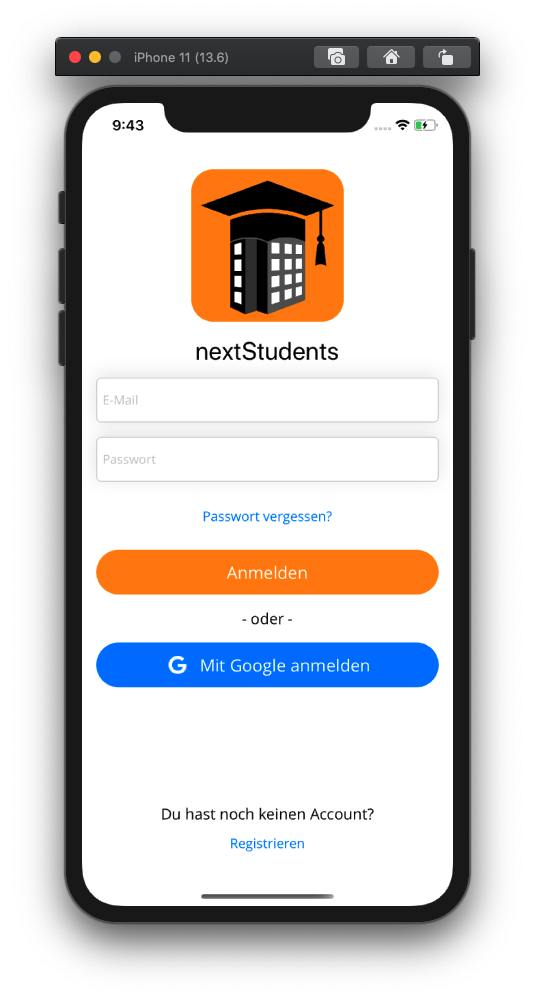 iPhone 11 (13.6)
9:43
nextStudents
E-Mail
Passwort
Passwort vergessen?
Anmelden
- oder -
G Mit Google anmelden
Du hast noch keinen Account?
Registrieren